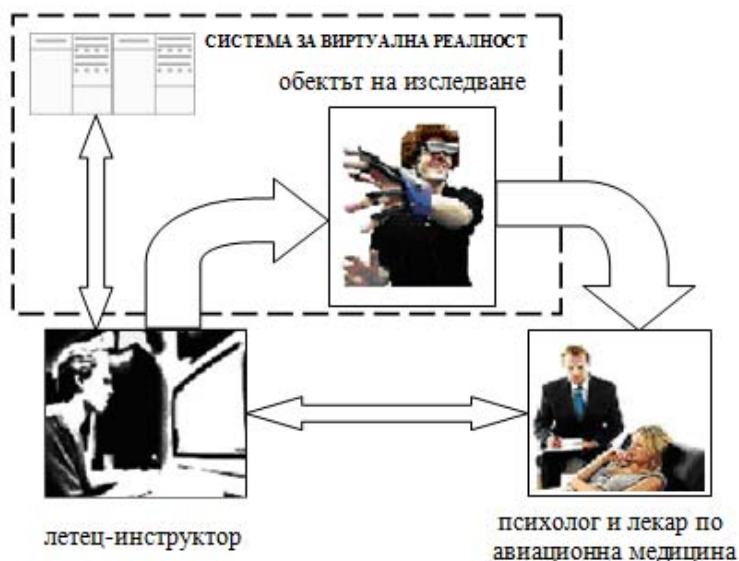 СИСТЕМА ЗА ВИРТУАЛНА РЕАЛНОСТ
обектът на изследване
летец-инструктор
психолог и лекар по
авиационна медицина